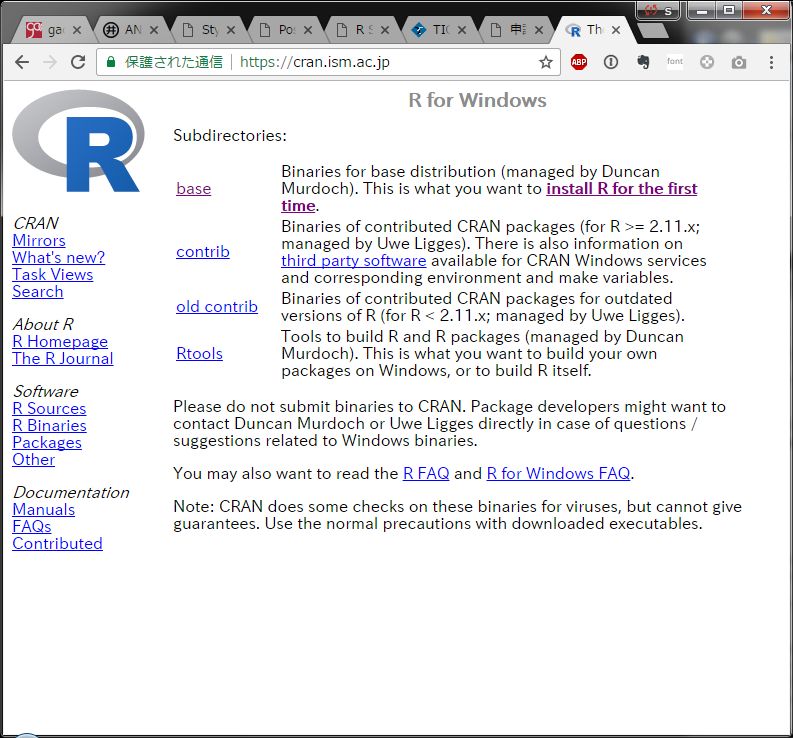 s
ga
AN
Sty
Po
R S
TIC
申
Th
保護された通信 https://cran.ism.ac.jp
ABP
font
R
R for Windows
Subdirectories:
base
Binaries for base distribution (managed by Duncan
Murdoch). This is what you want to install R for the first
time.
contrib
Binaries of contributed CRAN packages (for R >= 2.11.x;
managed by Uwe Ligges). There is also information on
third party software available for CRAN Windows services
and corresponding environment and make variables.
old contrib
Binaries of contributed CRAN packages for outdated
versions of R (for R < 2.11.x; managed by Uwe Ligges).
Rtools
Tools to build R and R packages (managed by Duncan
Murdoch). This is what you want to build your own
packages on Windows, or to build R itself.
Please do not submit binaries to CRAN. Package developers might want to
contact Duncan Murdoch or Uwe Ligges directly in case of questions /
suggestions related to Windows binaries.
You may also want to read the R FAQ and R for Windows FAQ.
Note: CRAN does some checks on these binaries for viruses, but cannot give
guarantees. Use the normal precautions with downloaded executables.
CRAN
Mirrors
What's new?
Task Views
Search
About R
R Homepage
The R Journal
Software
R Sources
R Binaries
Packages
Other
Documentation
Manuals
FAQs
Contributed